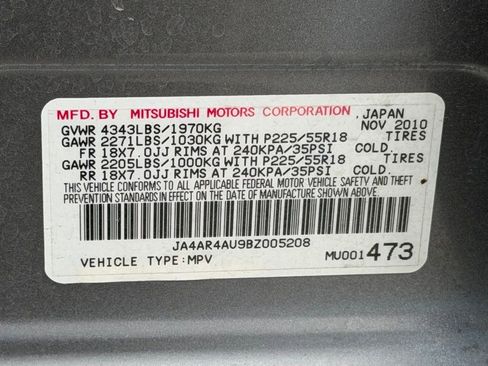 MFD. BY MITSUBISHI MOTORS CORPORATION, JAPAN
GVWR 4343LBS/1970KG NOV 2010
GAWR 2271LBS/1030KG WITH P225/55R18 TIRES
FR 18X7.0JJ RIMS AT 240KPA/35PSI COLD.
GAWR 2205LBS/1000KG WITH P225/55R18 TIRES
RR 18X7.0JJ RIMS AT 240KPA/35PSI COLD.
THIS VEHICLE CONFORMS TO ALL APPLICABLE FEDERAL MOTOR VEHICLE SAFETY AND THEFT
PREVENTION STANDARDS IN EFFECT ON THE DATE OF MANUFACTURE SHOWN ABOVE.
JA4AR4AU9BZ005208
VEHICLE TYPE:MPV MU001473